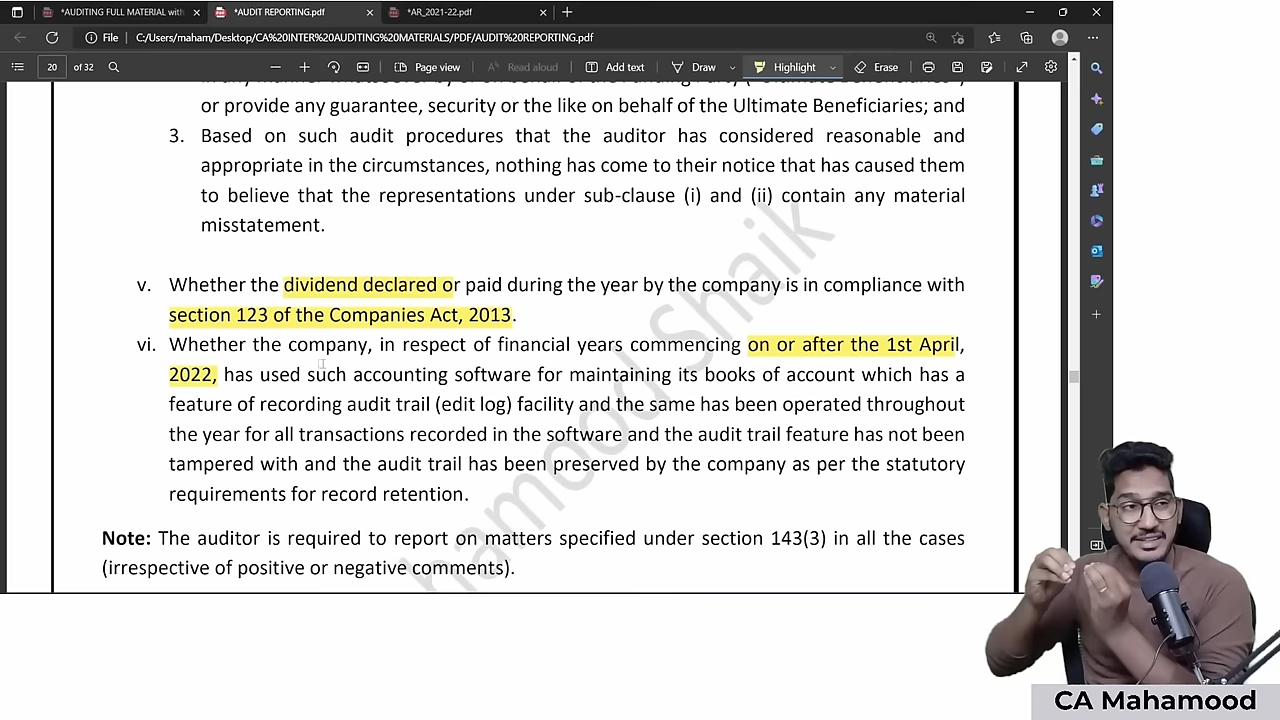 *AUDITING FULL MATERIAL with
*AUDIT REPORTING.pdf
*AR_2021-22.pdf
File
C:/Users/maham/Desktop/CA%20INTER%20AUDITING%20MATERIALS/PDF/AUDIT%20REPORTING.pdf
20 of 32
Page view
Read aloud
Add text
Draw
Highlight
Erase
or provide any guarantee, security or the like on behalf of the Ultimate Beneficiaries; and
3. Based on such audit procedures that the auditor has considered reasonable and
appropriate in the circumstances, nothing has come to their notice that has caused them
to believe that the representations under sub-clause (i) and (ii) contain any material
misstatement.
v. Whether the dividend declared or paid during the year by the company is in compliance with
section 123 of the Companies Act, 2013.
vi. Whether the company, in respect of financial years commencing on or after the 1st April,
2022, has used such accounting software for maintaining its books of account which has a
feature of recording audit trail (edit log) facility and the same has been operated throughout
the year for all transactions recorded in the software and the audit trail feature has not been
tampered with and the audit trail has been preserved by the company as per the statutory
requirements for record retention.
Note: The auditor is required to report on matters specified under section 143(3) in all the cases
(irrespective of positive or negative comments).
hamood Shaik
CA Mahamood